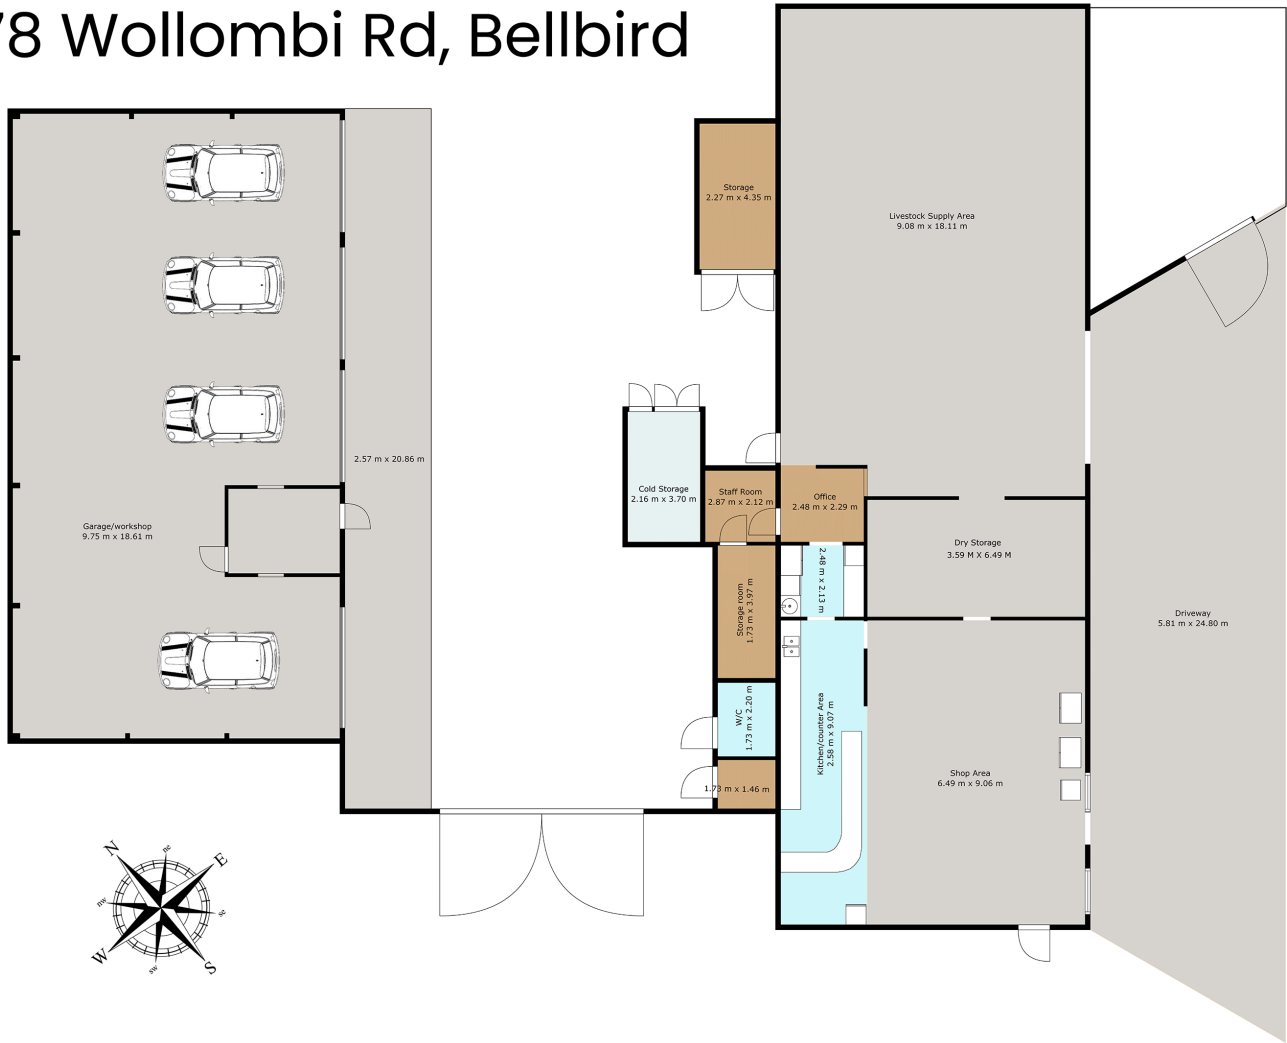 78 Wollombi Rd, Bellbird
Storage
2.27 m x 4.35 m
Livestock Supply Area
9.08 m x 18.11 m
2.57 m x 20.86 m
Cold Storage
2.16 m x 3.70 m
Staff Room
2.87 m x 2.12 m
Office
2.48 m x 2.29 m
Garage/workshop
9.75 m x 18.61 m
Dry Storage
3.59 M X 6.49 M
2.48 m x 2.13 m
Storage room
1.73 m x 3.97 m
Driveway
5.81 m x 24.80 m
W/C
1.73 m x 2.20 m
Kitchen/counter Area
2.58 m x 9.07 m
Shop Area
6.49 m x 9.06 m
1.73 m x 1.46 m
N
ne
E
nw
se
W
sw
S